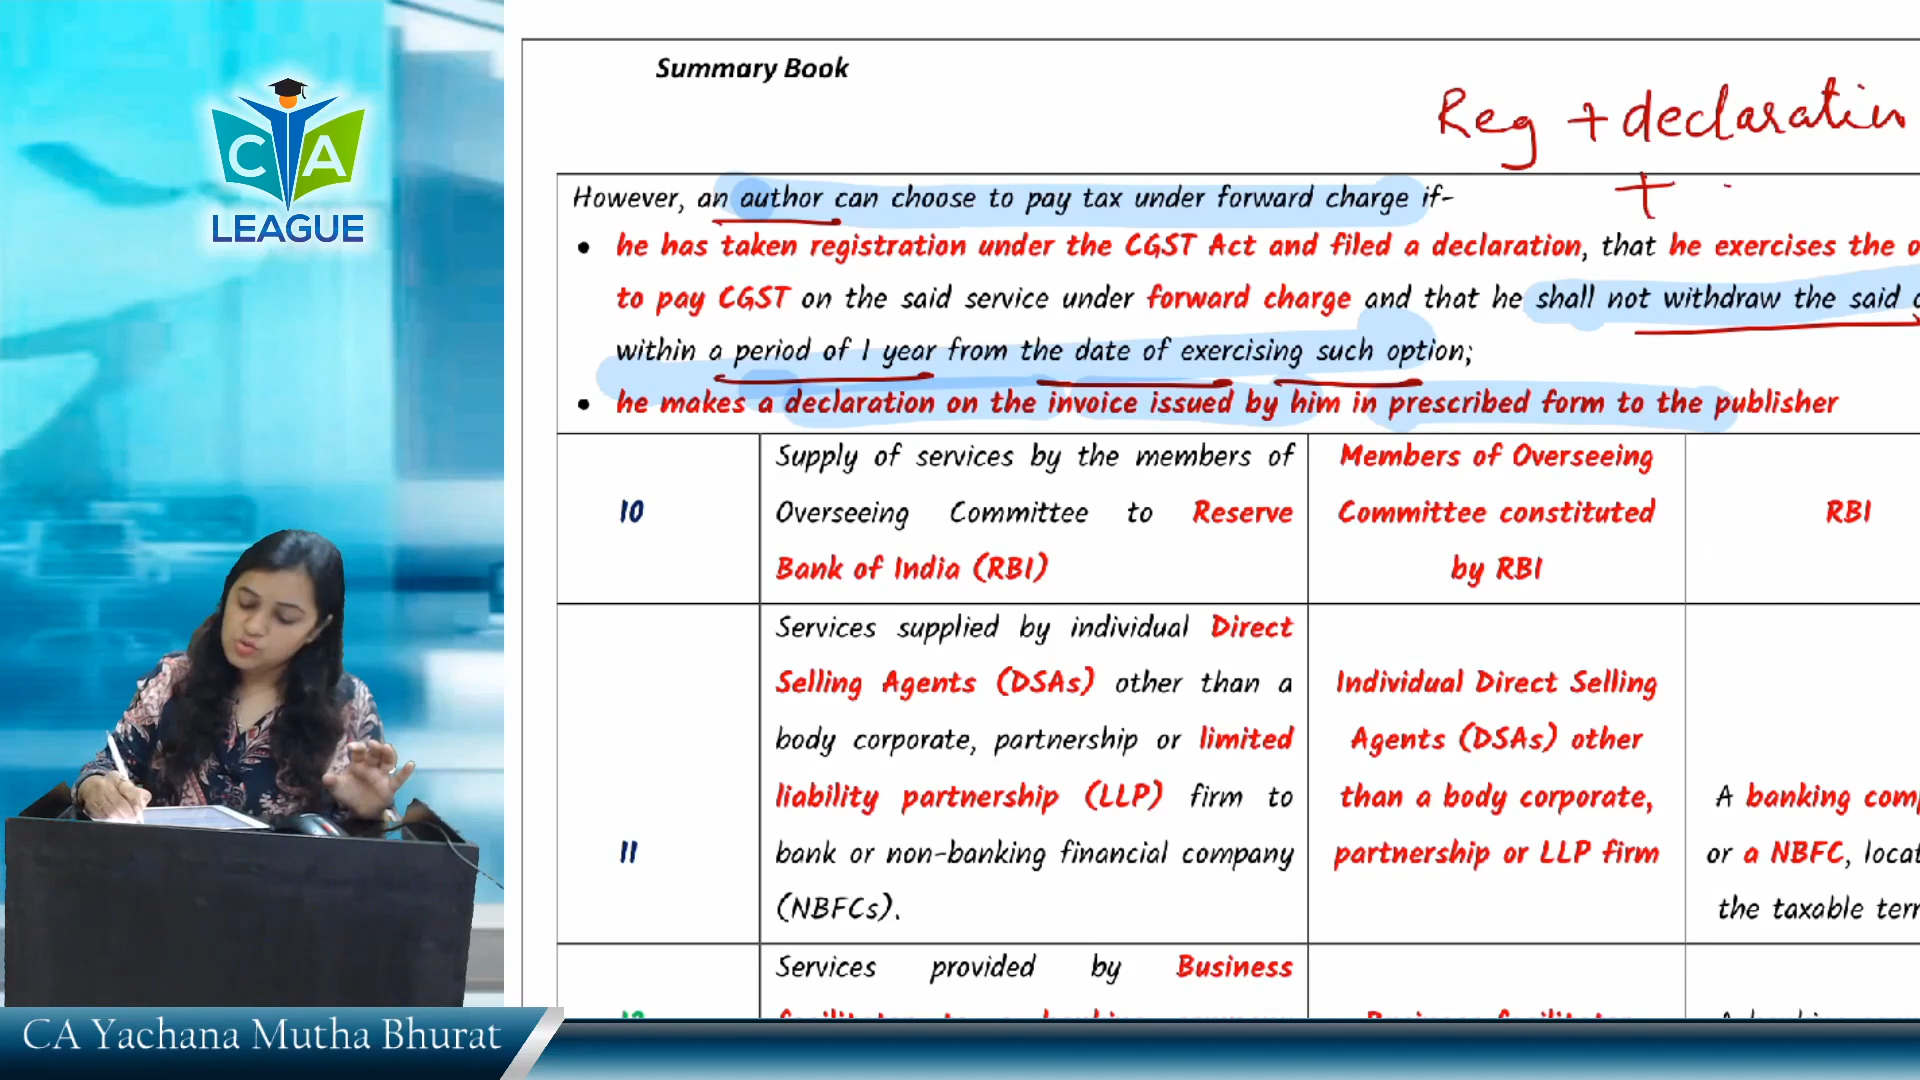 CA
LEAGUE
Summary Book
Reg + declaration
+
However, an author can choose to pay tax under forward charge if-
• he has taken registration under the CGST Act and filed a declaration, that he exercises the
to pay CGST on the said service under forward charge and that he shall not withdraw the said
within a period of 1 year from the date of exercising such option;
• he makes a declaration on the invoice issued by him in prescribed form to the publisher
10
Supply of services by the members of
Overseeing Committee to Reserve
Bank of India (RBI)
Members of Overseeing
Committee constituted
by RBI
RBI
11
Services supplied by individual Direct
Selling Agents (DSAs) other than a
body corporate, partnership or limited
liability partnership (LLP) firm to
bank or non-banking financial company
(NBFCs).
Individual Direct Selling
Agents (DSAs) other
than a body corporate,
partnership or LLP firm
A banking
or a NBFC,
the taxable
Services provided by Business
CA Yachana Mutha Bhurat